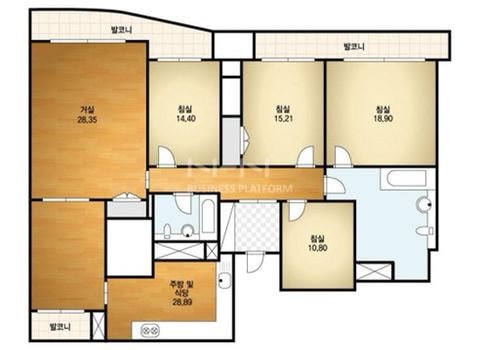 발코니
발코니
거실
28,35
침실
14,40
침실
15,21
침실
18,90
BUSINESS PLATFORM
침실
10,80
주방 및
식당
28,89
발코니